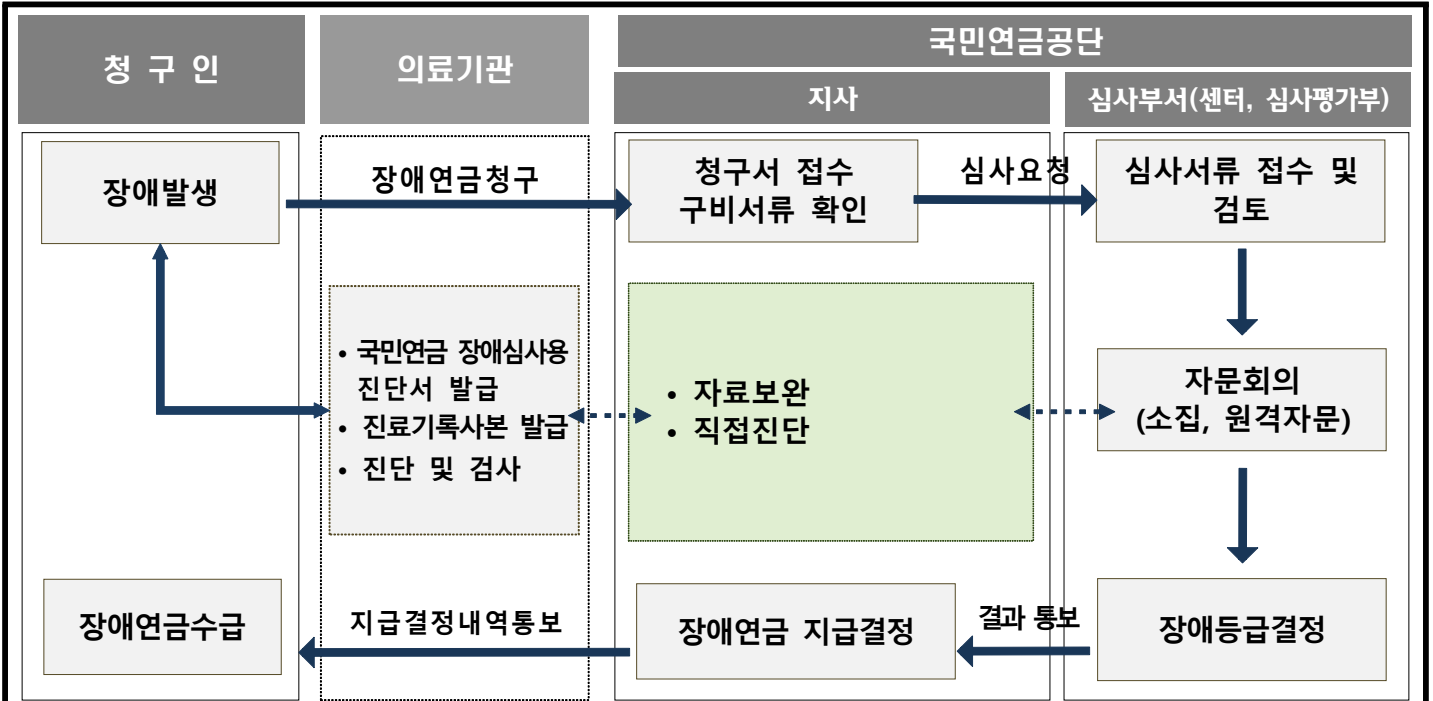 청 구 인
의료기관
국민연금공단
지사
심사부서(센터, 심사평가부)
장애발생
장애연금청구
청구서 접수
구비서류 확인
심사요청
심사서류 접수 및
검토
• 국민연금 장애심사용
진단서 발급
• 진료기록사본 발급
• 진단 및 검사
• 자료보완
• 직접진단
자문회의
(소집, 원격자문)
장애연금수급
지급결정내역통보
장애연금 지급결정
결과 통보
장애등급결정